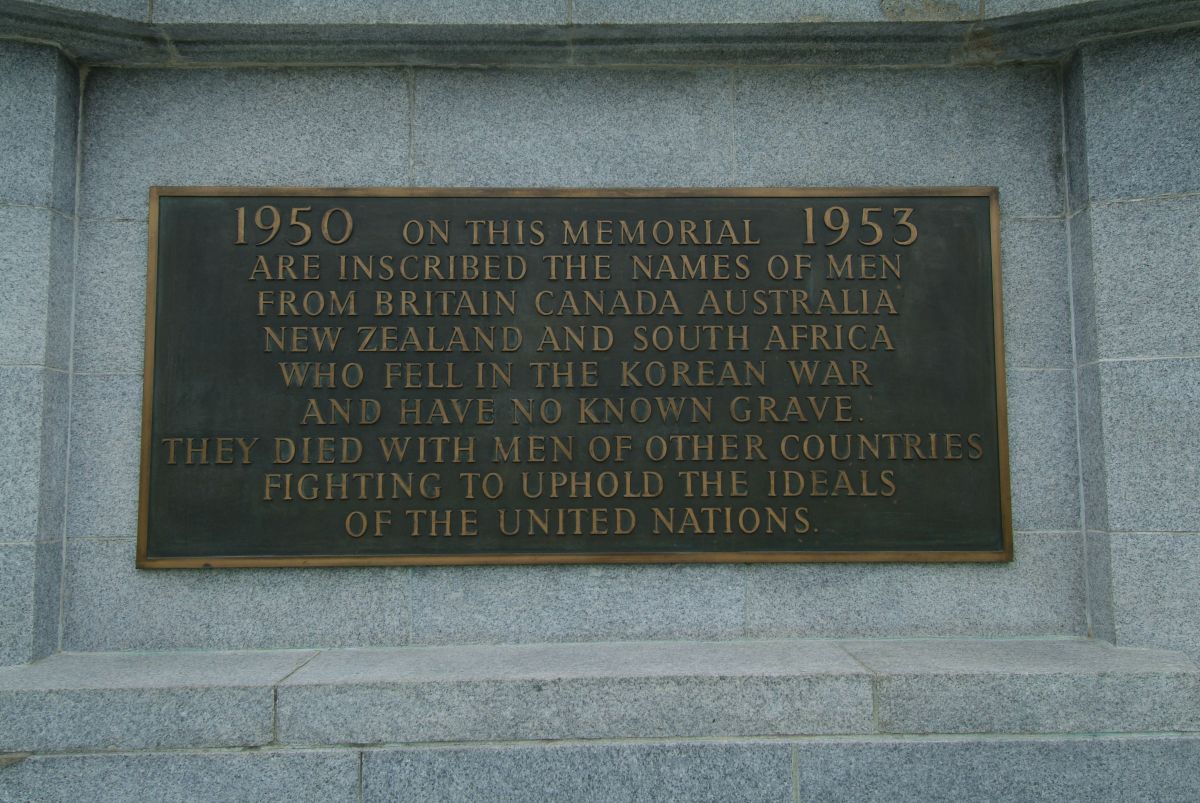 1950 ON THIS MEMORIAL 1953
ARE INSCRIBED THE NAMES OF MEN
FROM BRITAIN CANADA AUSTRALIA
NEW ZEALAND AND SOUTH AFRICA
WHO FELL IN THE KOREAN WAR
AND HAVE NO KNOWN GRAVE.
THEY DIED WITH MEN OF OTHER COUNTRIES
FIGHTING TO UPHOLD THE IDEALS
OF THE UNITED NATIONS.